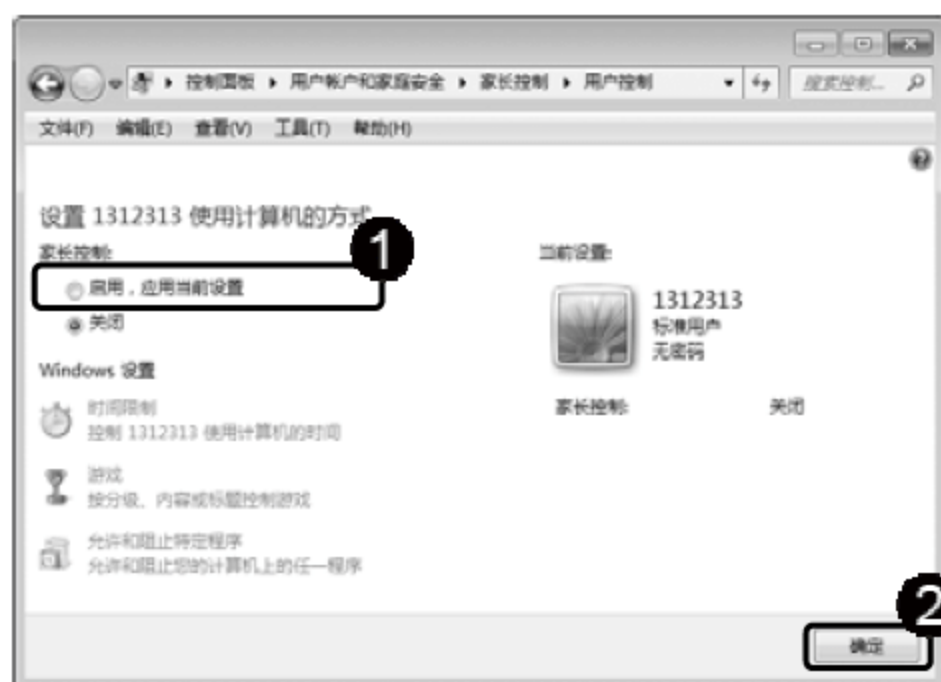 控制面板 ▸ 用户帐户和家庭安全 ▸ 家长控制 ▸ 用户控制
搜索控制...
文件(F) 编辑(E) 查看(V) 工具(T) 帮助(H)
设置 1312313 使用计算机的方式
1
家长控制:
启用，应用当前设置
关闭
Windows 设置
时间限制
控制 1312313 使用计算机的时间
游戏
按分级、内容或标题控制游戏
允许和阻止特定程序
允许和阻止您的计算机上的任一程序
当前设置:
1312313
标准用户
无密码
家长控制: 关闭
2
确定